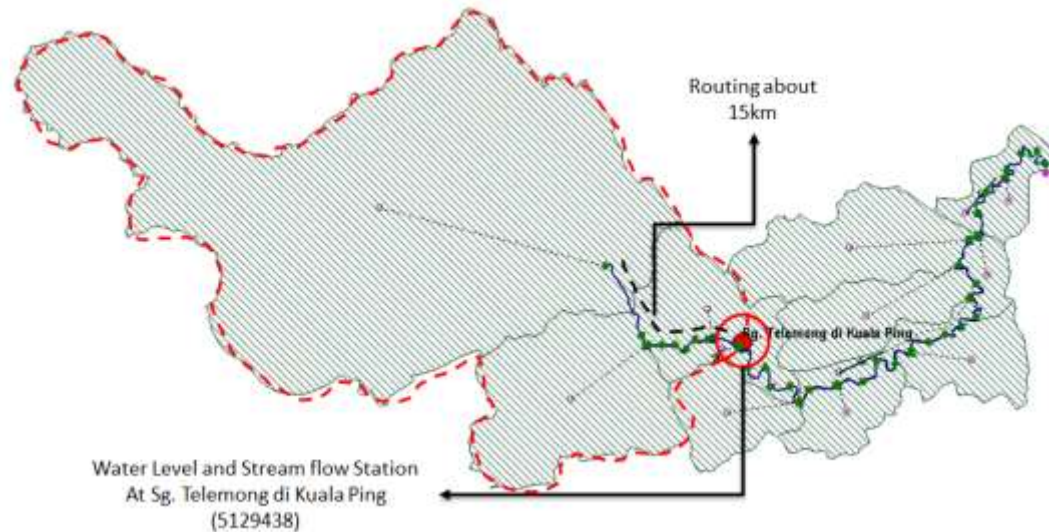 Routing about
15km
Sg. Telemong di Kuala Ping
Water Level and Stream flow Station
At Sg. Telemong di Kuala Ping
(5129438)